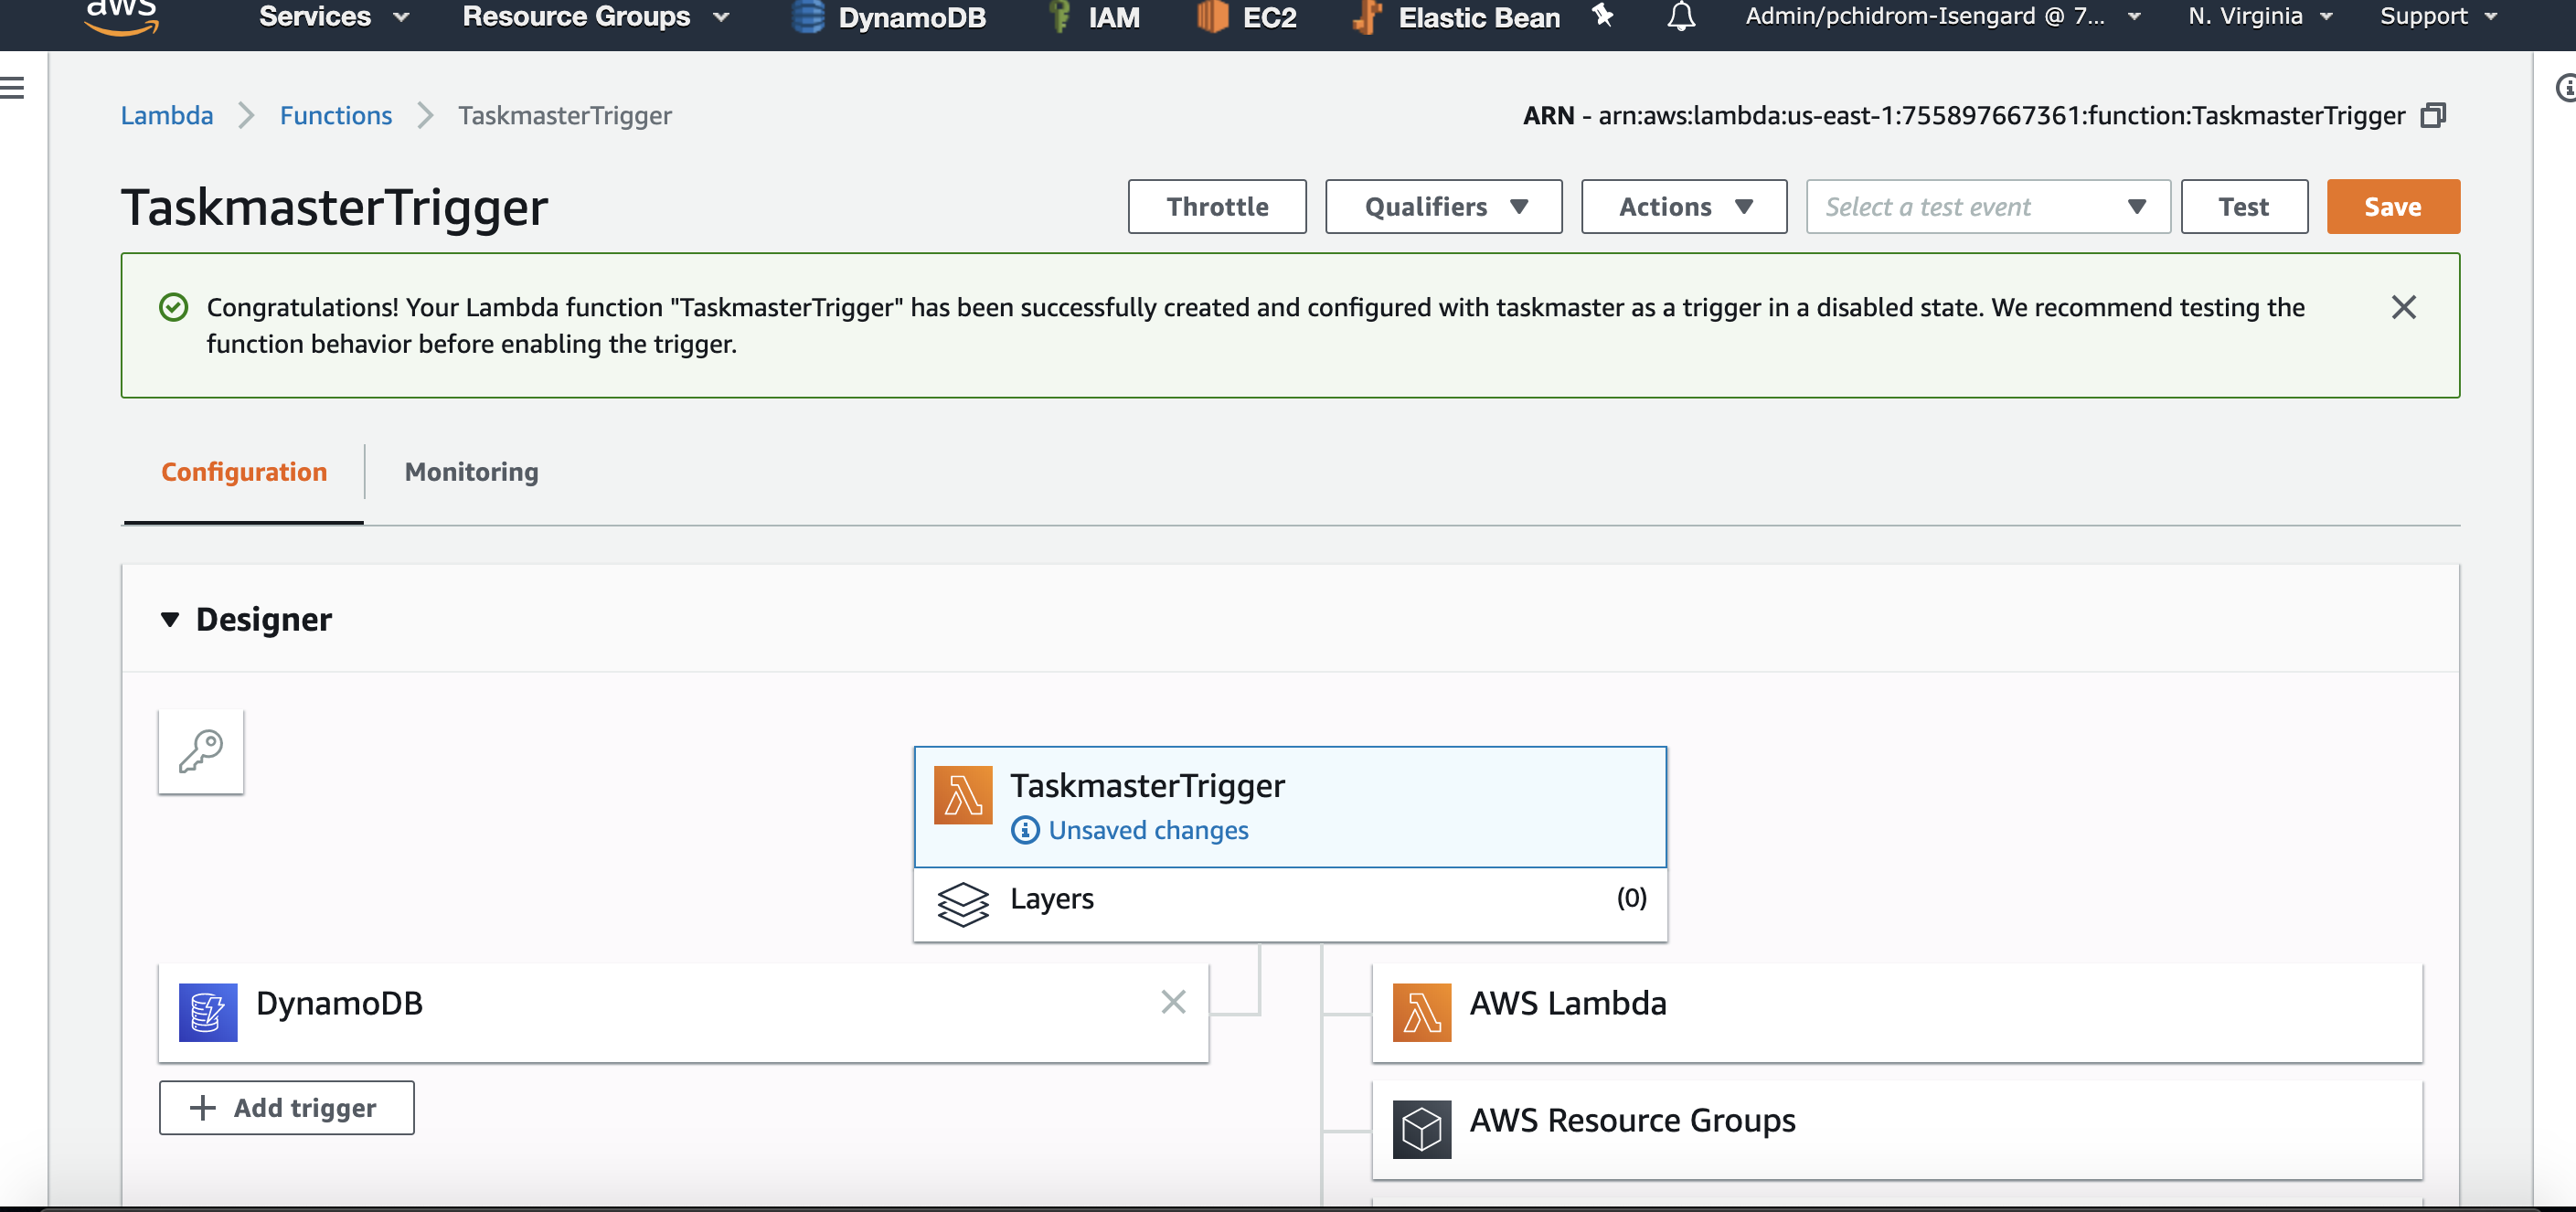 aws Services Resource Groups DynamoDB IAM EC2 Elastic Bean Admin/pchidrom-Isengard @ 7... N. Virginia Support
Lambda Functions TaskmasterTrigger ARN - arn:aws:lambda:us-east-1:755897667361:function:TaskmasterTrigger
TaskmasterTrigger Throttle Qualifiers Actions Select a test event Test Save
Congratulations! Your Lambda function "TaskmasterTrigger" has been successfully created and configured with taskmaster as a trigger in a disabled state. We recommend testing the
function behavior before enabling the trigger.
Configuration Monitoring
Designer
TaskmasterTrigger
Unsaved changes
Layers (0)
DynamoDB AWS Lambda
Add trigger AWS Resource Groups